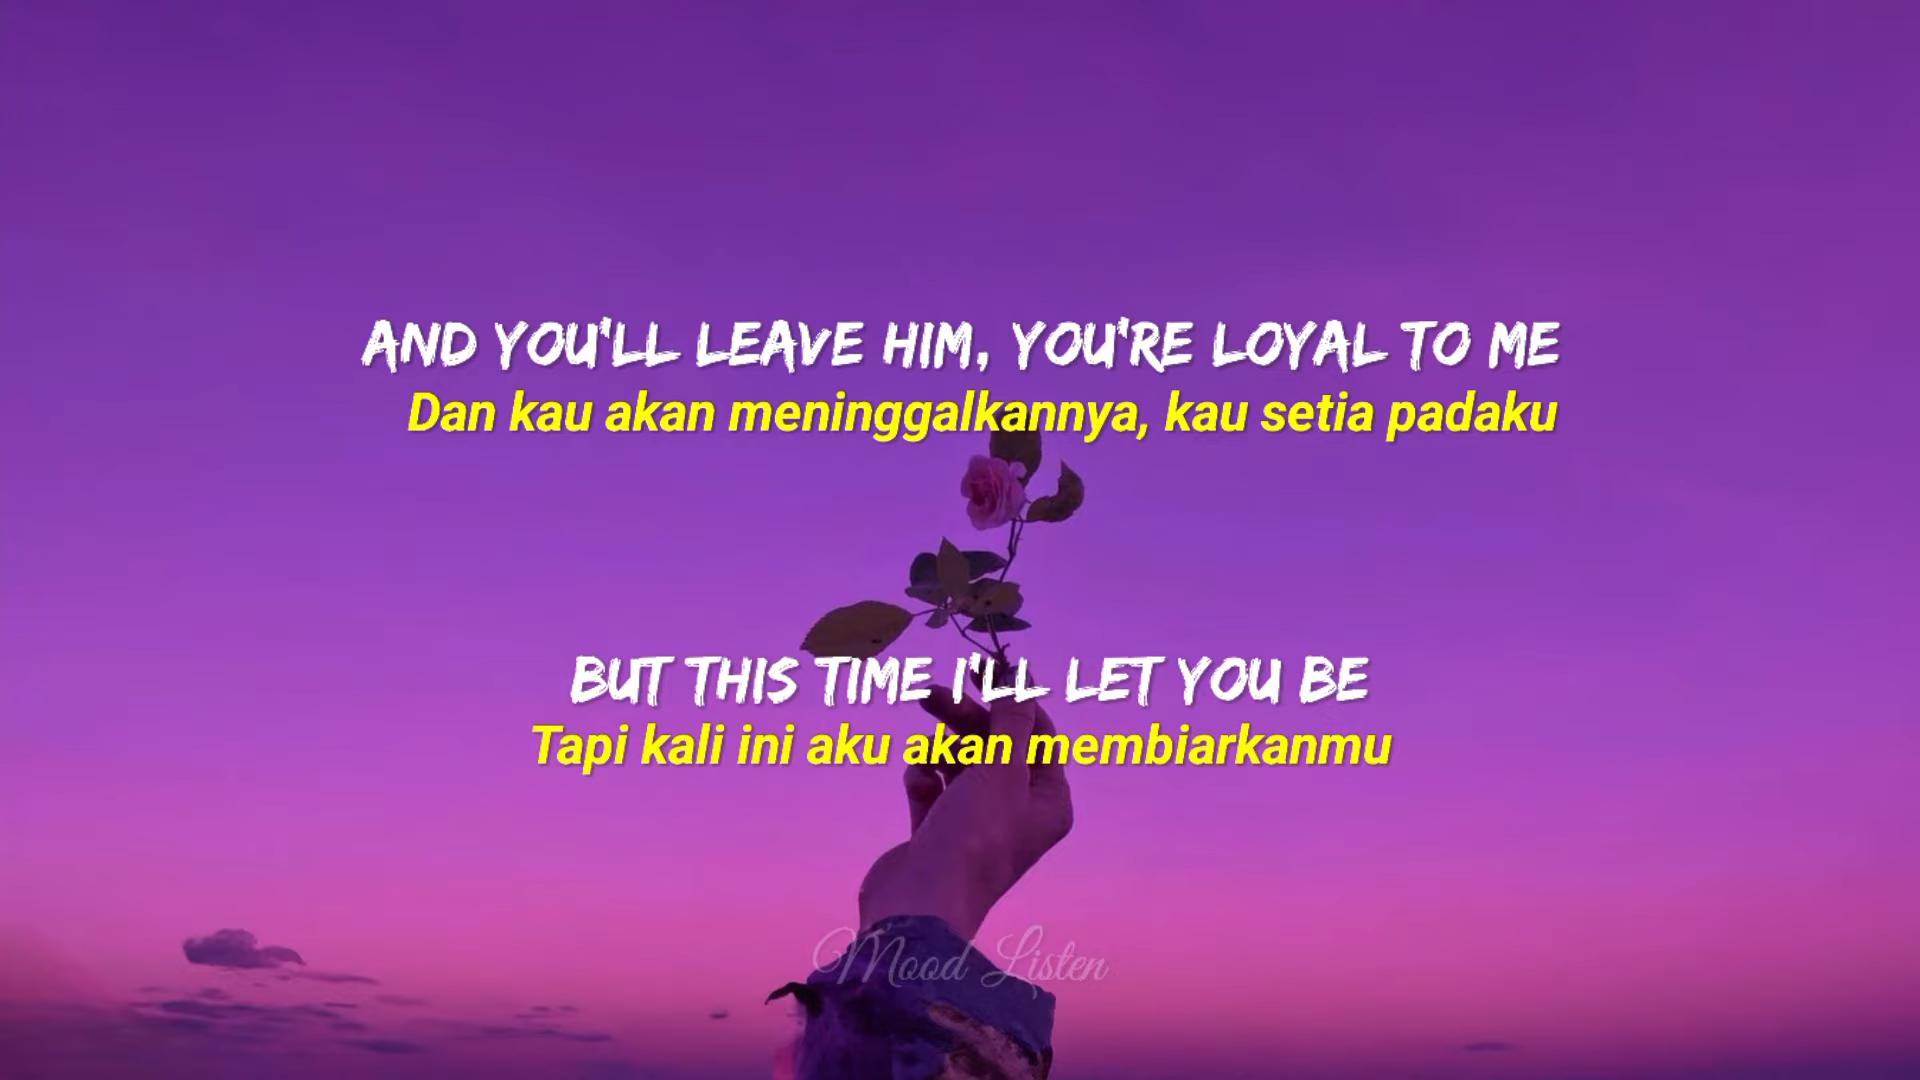 AND YOU'LL LEAVE HIM, YOU'RE LOYAL TO ME
Dan kau akan meninggalkannya, kau setia padaku
BUT THIS TIME I'LL LET YOU BE
Tapi kali ini aku akan membiarkanmu
Mood Listen